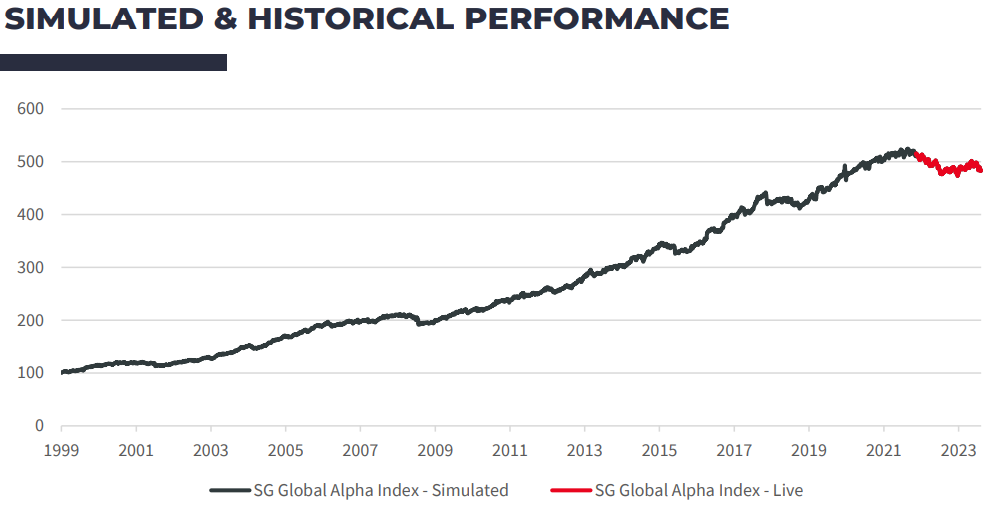 SIMULATED & HISTORICAL PERFORMANCE
600
500
400
300
200
100
0
1999 2001 2003 2005 2007 2009 2011 2013 2015 2017 2019 2021 2023
SG Global Alpha Index - Simulated SG Global Alpha Index - Live